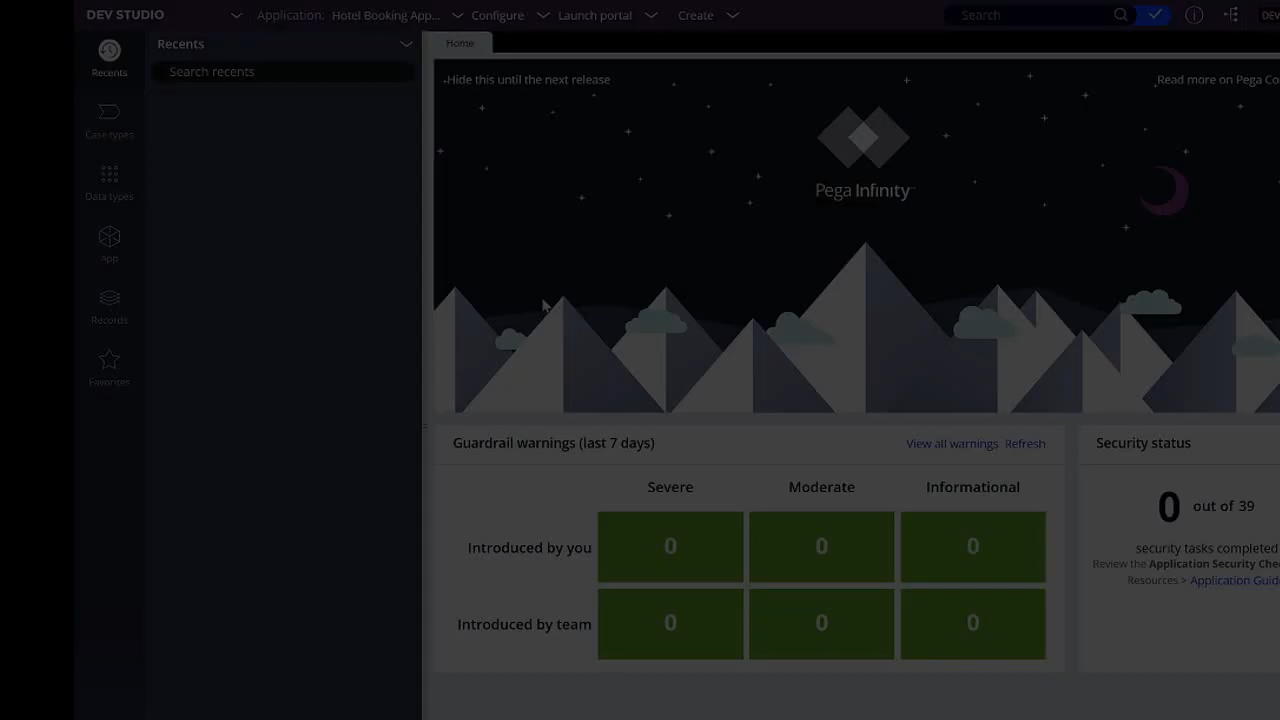 DEV STUDIO
Application: Hotel Booking App...
Configure
Launch portal
Create
Search
DEV
Recents
Search recents
Recents
Case types
Data types
App
Records
Favorites
Home
Hide this until the next release
Read more on Pega Co
Pega Infinity™
Guardrail warnings (last 7 days)
View all warnings Refresh
Severe Moderate Informational
Introduced by you 0 0 0
Introduced by team 0 0 0
Security status
0 out of 39
security tasks completed
Review the Application Security Che
Resources > Application Guid